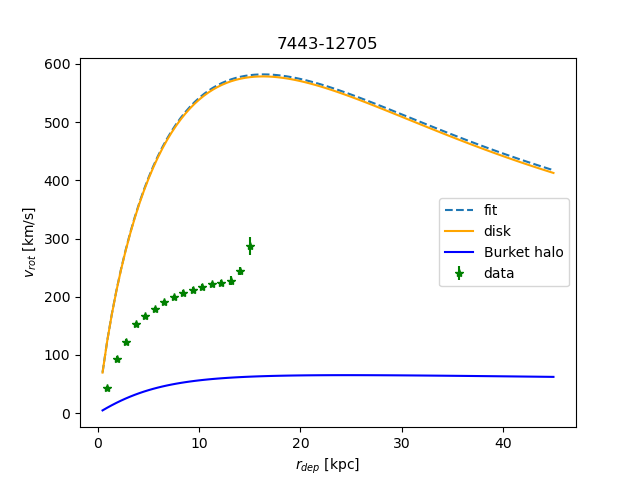 7443-12705
600
500
400
300
200
100
0
v_rot [km/s]
fit
disk
Burket halo
data
0 10 20 30 40
r_dep [kpc]